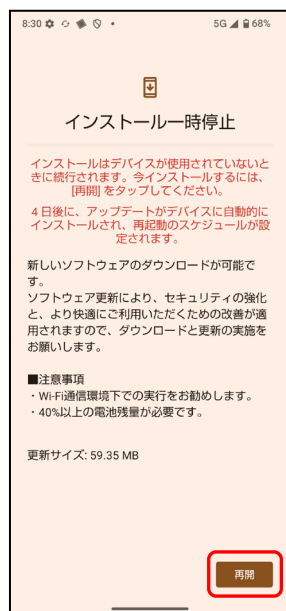 8:30 5G 68%
インストール一時停止
インストールはデバイスが使用されていないと
きに続行されます。今インストールするには、
[再開] をタップしてください。
4 日後に、アップデートがデバイスに自動的に
インストールされ、再起動のスケジュールが設
定されます。
新しいソフトウェアのダウンロードが可能で
す。
ソフトウェア更新により、セキュリティの強化
と、より快適にご利用いただくための改善が適
用されますので、ダウンロードと更新の実施を
お願いします。
■注意事項
・Wi-Fi通信環境下での実行をお勧めします。
・40%以上の電池残量が必要です。
更新サイズ: 59.35 MB
再開